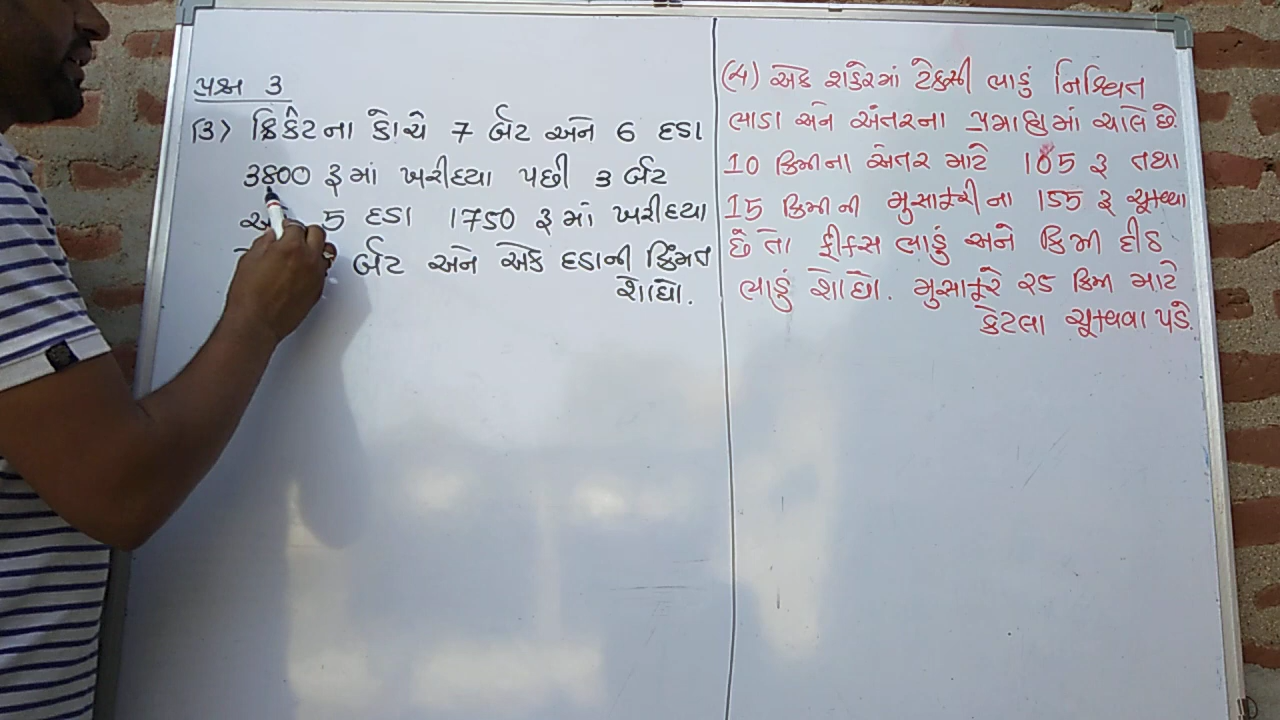 પ્રશ્ન 3
(3) ક્રિકેટના કોચે 7 બેટ અને 6 દડા
3800 રૂ માં ખરીદ્યા પછી 3 બેટ
5 દડા 1750 રૂ માં ખરીદ્યા
બેટ અને એક દડાની કિંમત
શોધો.
(4) એક શહેરમાં ટેક્સી ભાડું નિશ્ચિત
ભાડા અને અંતરના પ્રમાણમાં ચાલે છે.
10 કિમીના અંતર માટે 105 રૂ તથા
15 કિમીની મુસાફરીના 155 રૂ ચૂકવ્યા
છે તો ફીક્સ ભાડું અને કિમી દીઠ
ભાડું શોધો. મુસાફરે 25 કિમી માટે
કેટલા ચૂકવવા પડે.